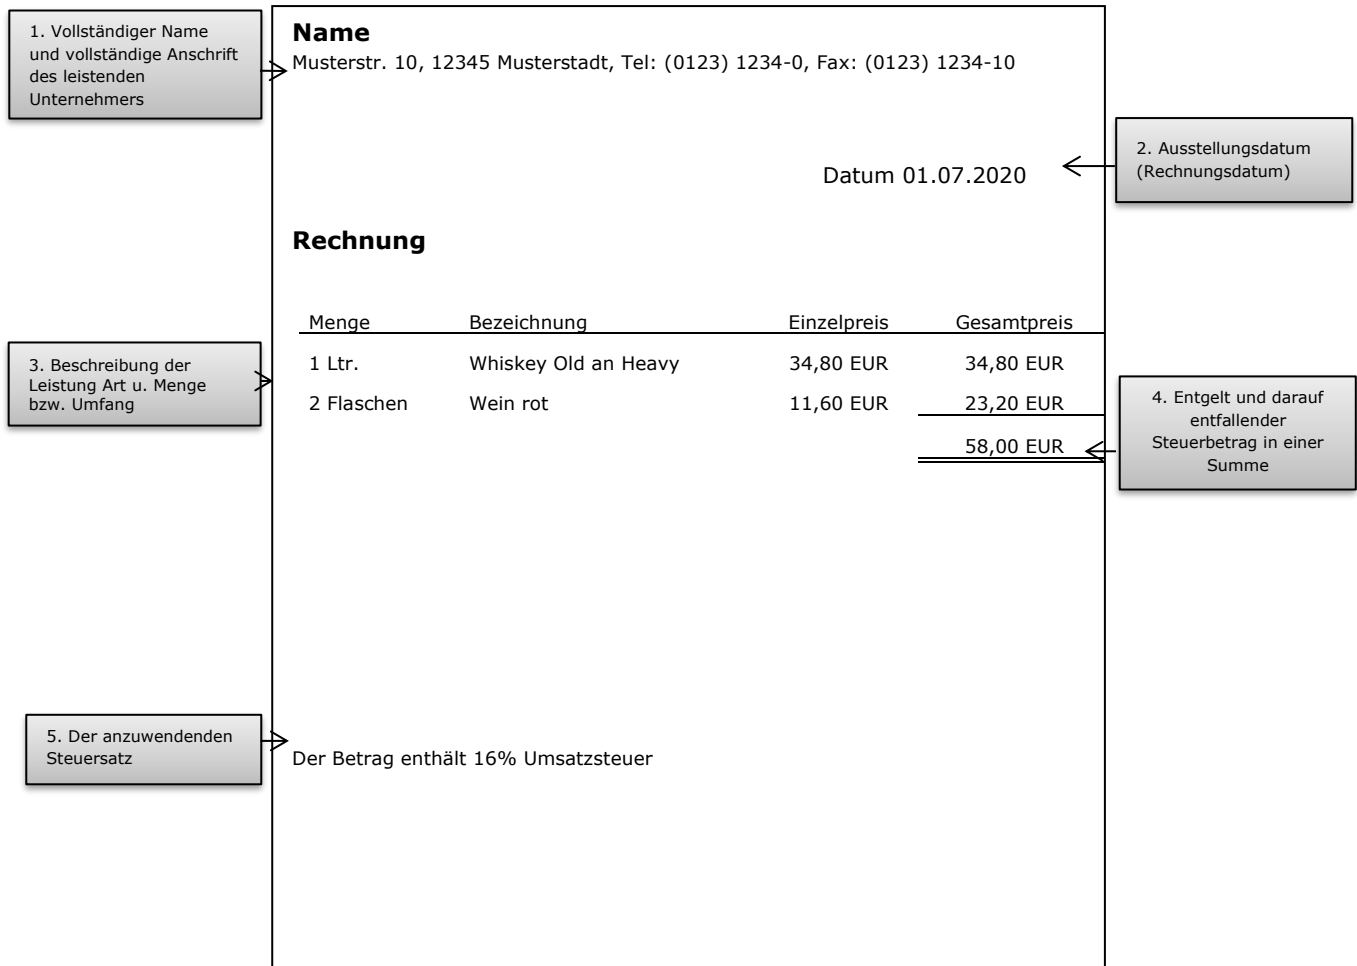 1. Vollständiger Name
und vollständige Anschrift
des leistenden
Unternehmers
Name
Musterstr. 10, 12345 Musterstadt, Tel: (0123) 1234-0, Fax: (0123) 1234-10
2. Ausstellungsdatum
(Rechnungsdatum)
Datum 01.07.2020
Rechnung
Menge Bezeichnung Einzelpreis Gesamtpreis
3. Beschreibung der
Leistung Art u. Menge
bzw. Umfang
1 Ltr. Whiskey Old an Heavy 34,80 EUR 34,80 EUR
2 Flaschen Wein rot 11,60 EUR 23,20 EUR
58,00 EUR
4. Entgelt und darauf
entfallender
Steuerbetrag in einer
Summe
5. Der anzuwendenden
Steuersatz
Der Betrag enthält 16% Umsatzsteuer